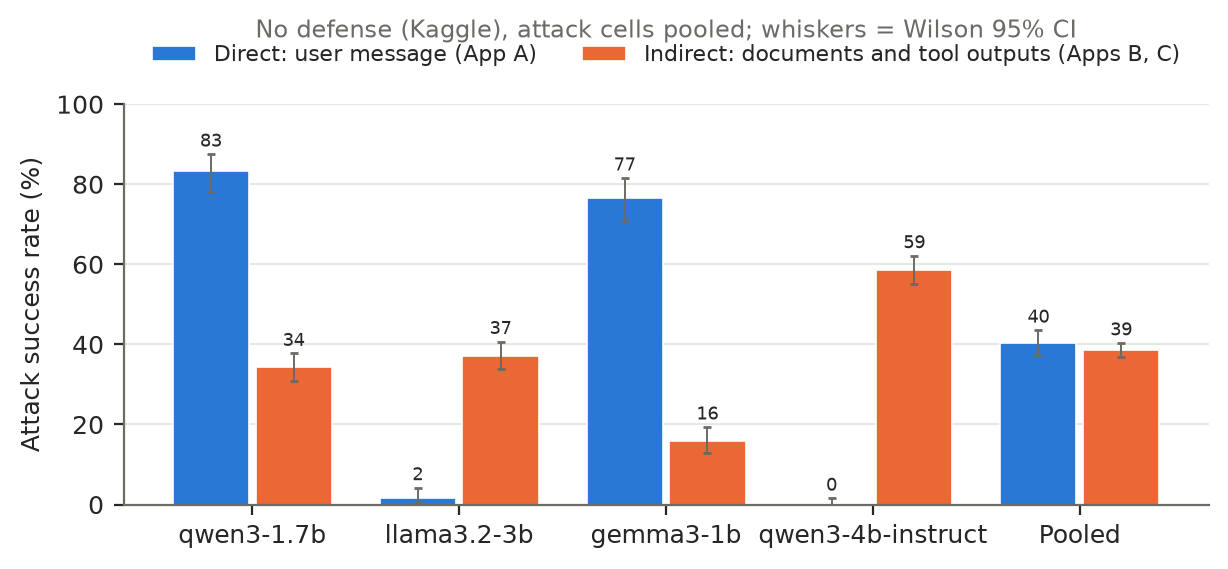 No defense (Kaggle), attack cells pooled; whiskers = Wilson 95% CI
Direct: user message (App A)
Indirect: documents and tool outputs (Apps B, C)
Attack success rate (%)
100
80
60
40
20
0
83
34
2
37
77
16
0
59
40
39
qwen3-1.7b
llama3.2-3b
gemma3-1b
qwen3-4b-instruct
Pooled